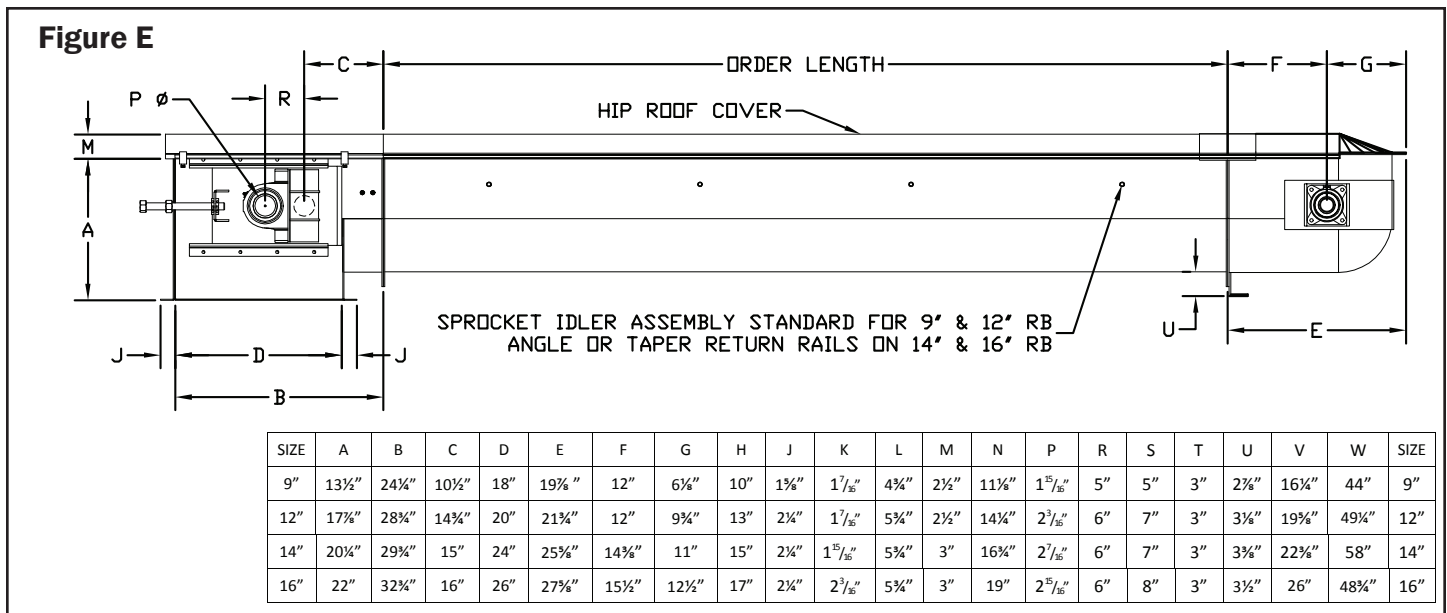 Figure E
C
ORDER LENGTH
F
G
P ø
R
HIP ROOF COVER
M
A
SPROCKET IDLER ASSEMBLY STANDARD FOR 9" & 12" RB
ANGLE OR TAPER RETURN RAILS ON 14" & 16" RB
U
E
J
D
J
B
SIZE A B C D E F G H J K L M N P R S T U V W SIZE
9" 13½" 24¼" 10½" 18" 19⅞ " 12" 6⅛" 10" 1⅝" 1⁷/₁₆" 4¾" 2½" 11⅛" 1¹⁵/₁₆" 5" 5" 3" 2⅞" 16¼" 44" 9"
12" 17⅞" 28¾" 14¾" 20" 21¾" 12" 9¾" 13" 2¼" 1⁷/₁₆" 5¾" 2½" 14¼" 2³/₁₆" 6" 7" 3" 3⅛" 19⅝" 49¼" 12"
14" 20¼" 29¾" 15" 24" 25⅝" 14⅜" 11" 15" 2¼" 1¹⁵/₁₆" 5¾" 3" 16¾" 2⁷/₁₆" 6" 7" 3" 3⅜" 22⅜" 58" 14"
16" 22" 32¾" 16" 26" 27⅝" 15½" 12½" 17" 2¼" 2³/₁₆" 5¾" 3" 19" 2¹⁵/₁₆" 6" 8" 3" 3½" 26" 48¾" 16"